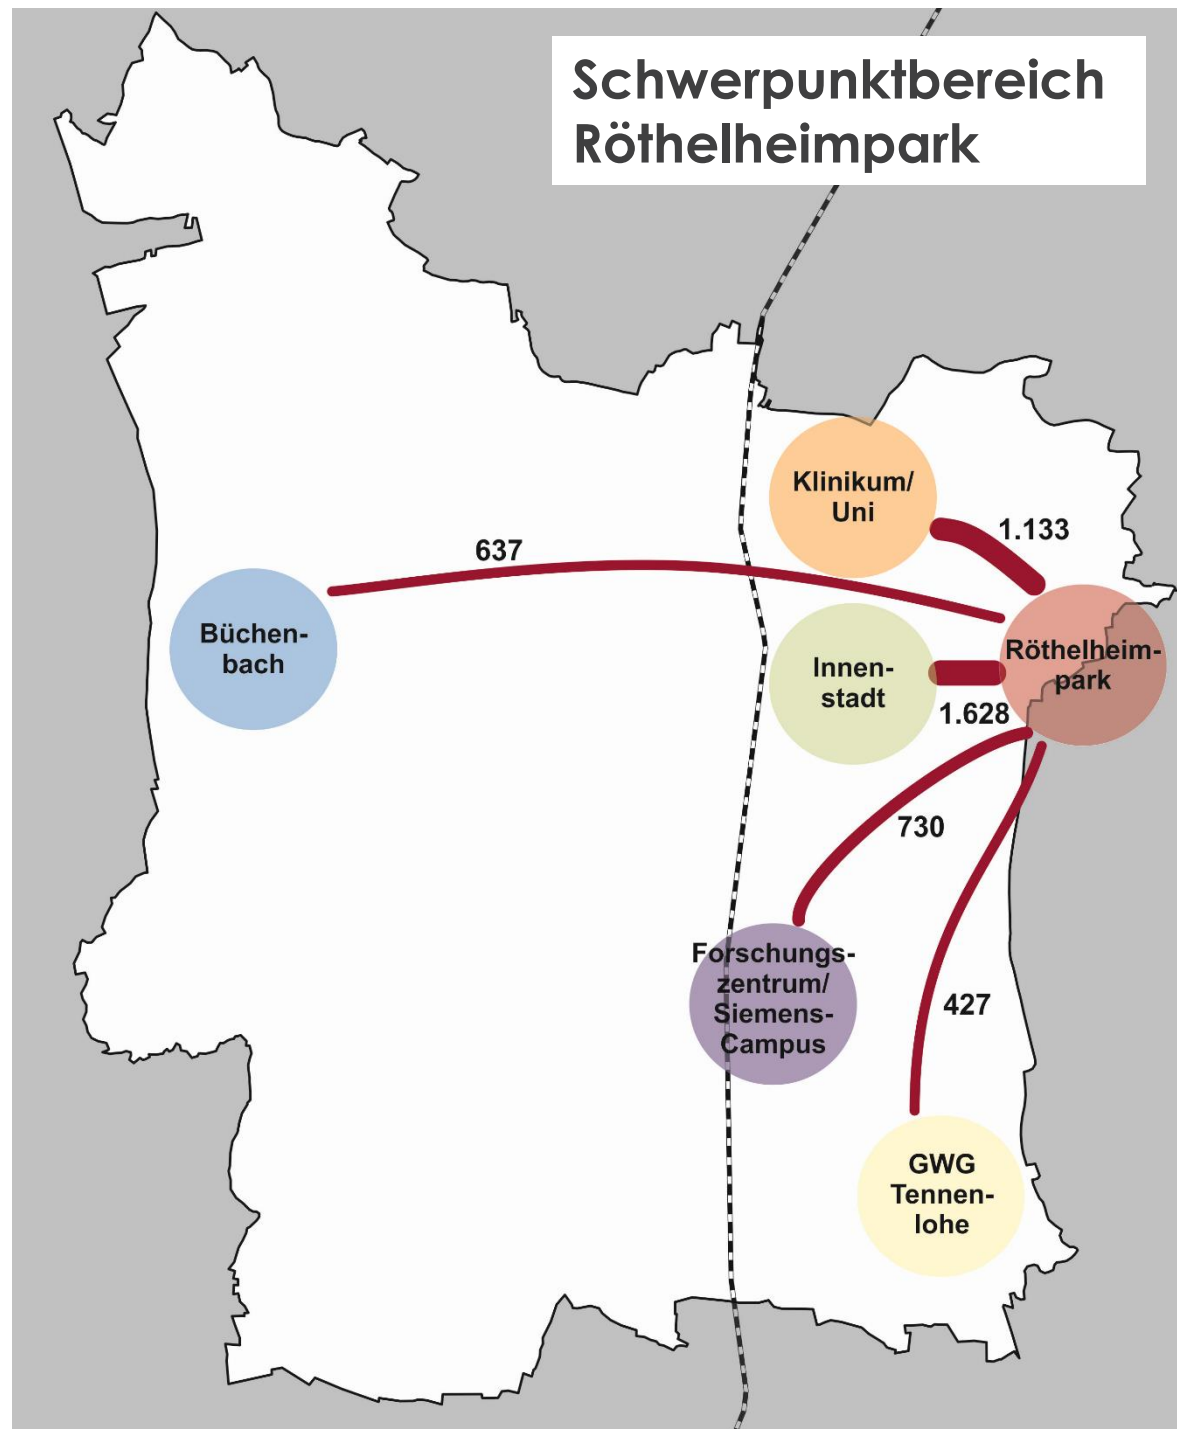 Schwerpunktbereich
Röthelheimpark
Klinikum/
Uni
1.133
637
Büchen-
bach
Innen-
stadt
Röthelheim-
park
1.628
730
Forschungs-
zentrum/
Siemens-
Campus
427
GWG
Tennen-
lohe